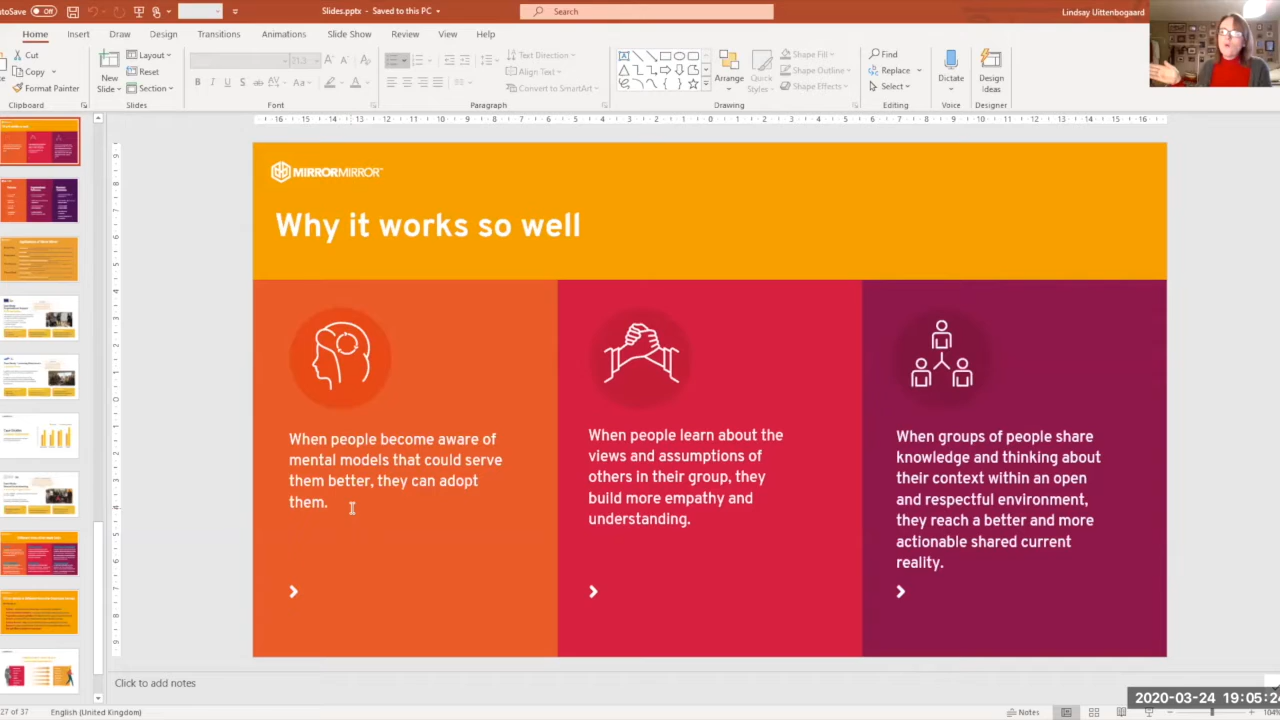 AutoSave Off
Slides.pptx - Saved to this PC
Search
Lindsay Uittenbogaard
Home Insert Draw Design Transitions Animations Slide Show Review View Help
Cut
Copy
Format Painter
Clipboard
New
Slide
Layout
Reset
Section
Slides
Font
Text Direction
Align Text
Convert to SmartArt
Paragraph
Arrange
Quick
Styles
Shape Fill
Shape Outline
Shape Effects
Drawing
Find
Replace
Select
Editing
Dictate
Voice
Design
Ideas
Designer
MIRRORMIRROR
Why it works so well
When people become aware of
mental models that could serve
them better, they can adopt
them.
When people learn about the
views and assumptions of
others in their group, they
build more empathy and
understanding.
When groups of people share
knowledge and thinking about
their context within an open
and respectful environment,
they reach a better and more
actionable shared current
reality.
Click to add notes
2020-03-24 19:05:2
27 of 37 English (United Kingdom)
Notes
104%